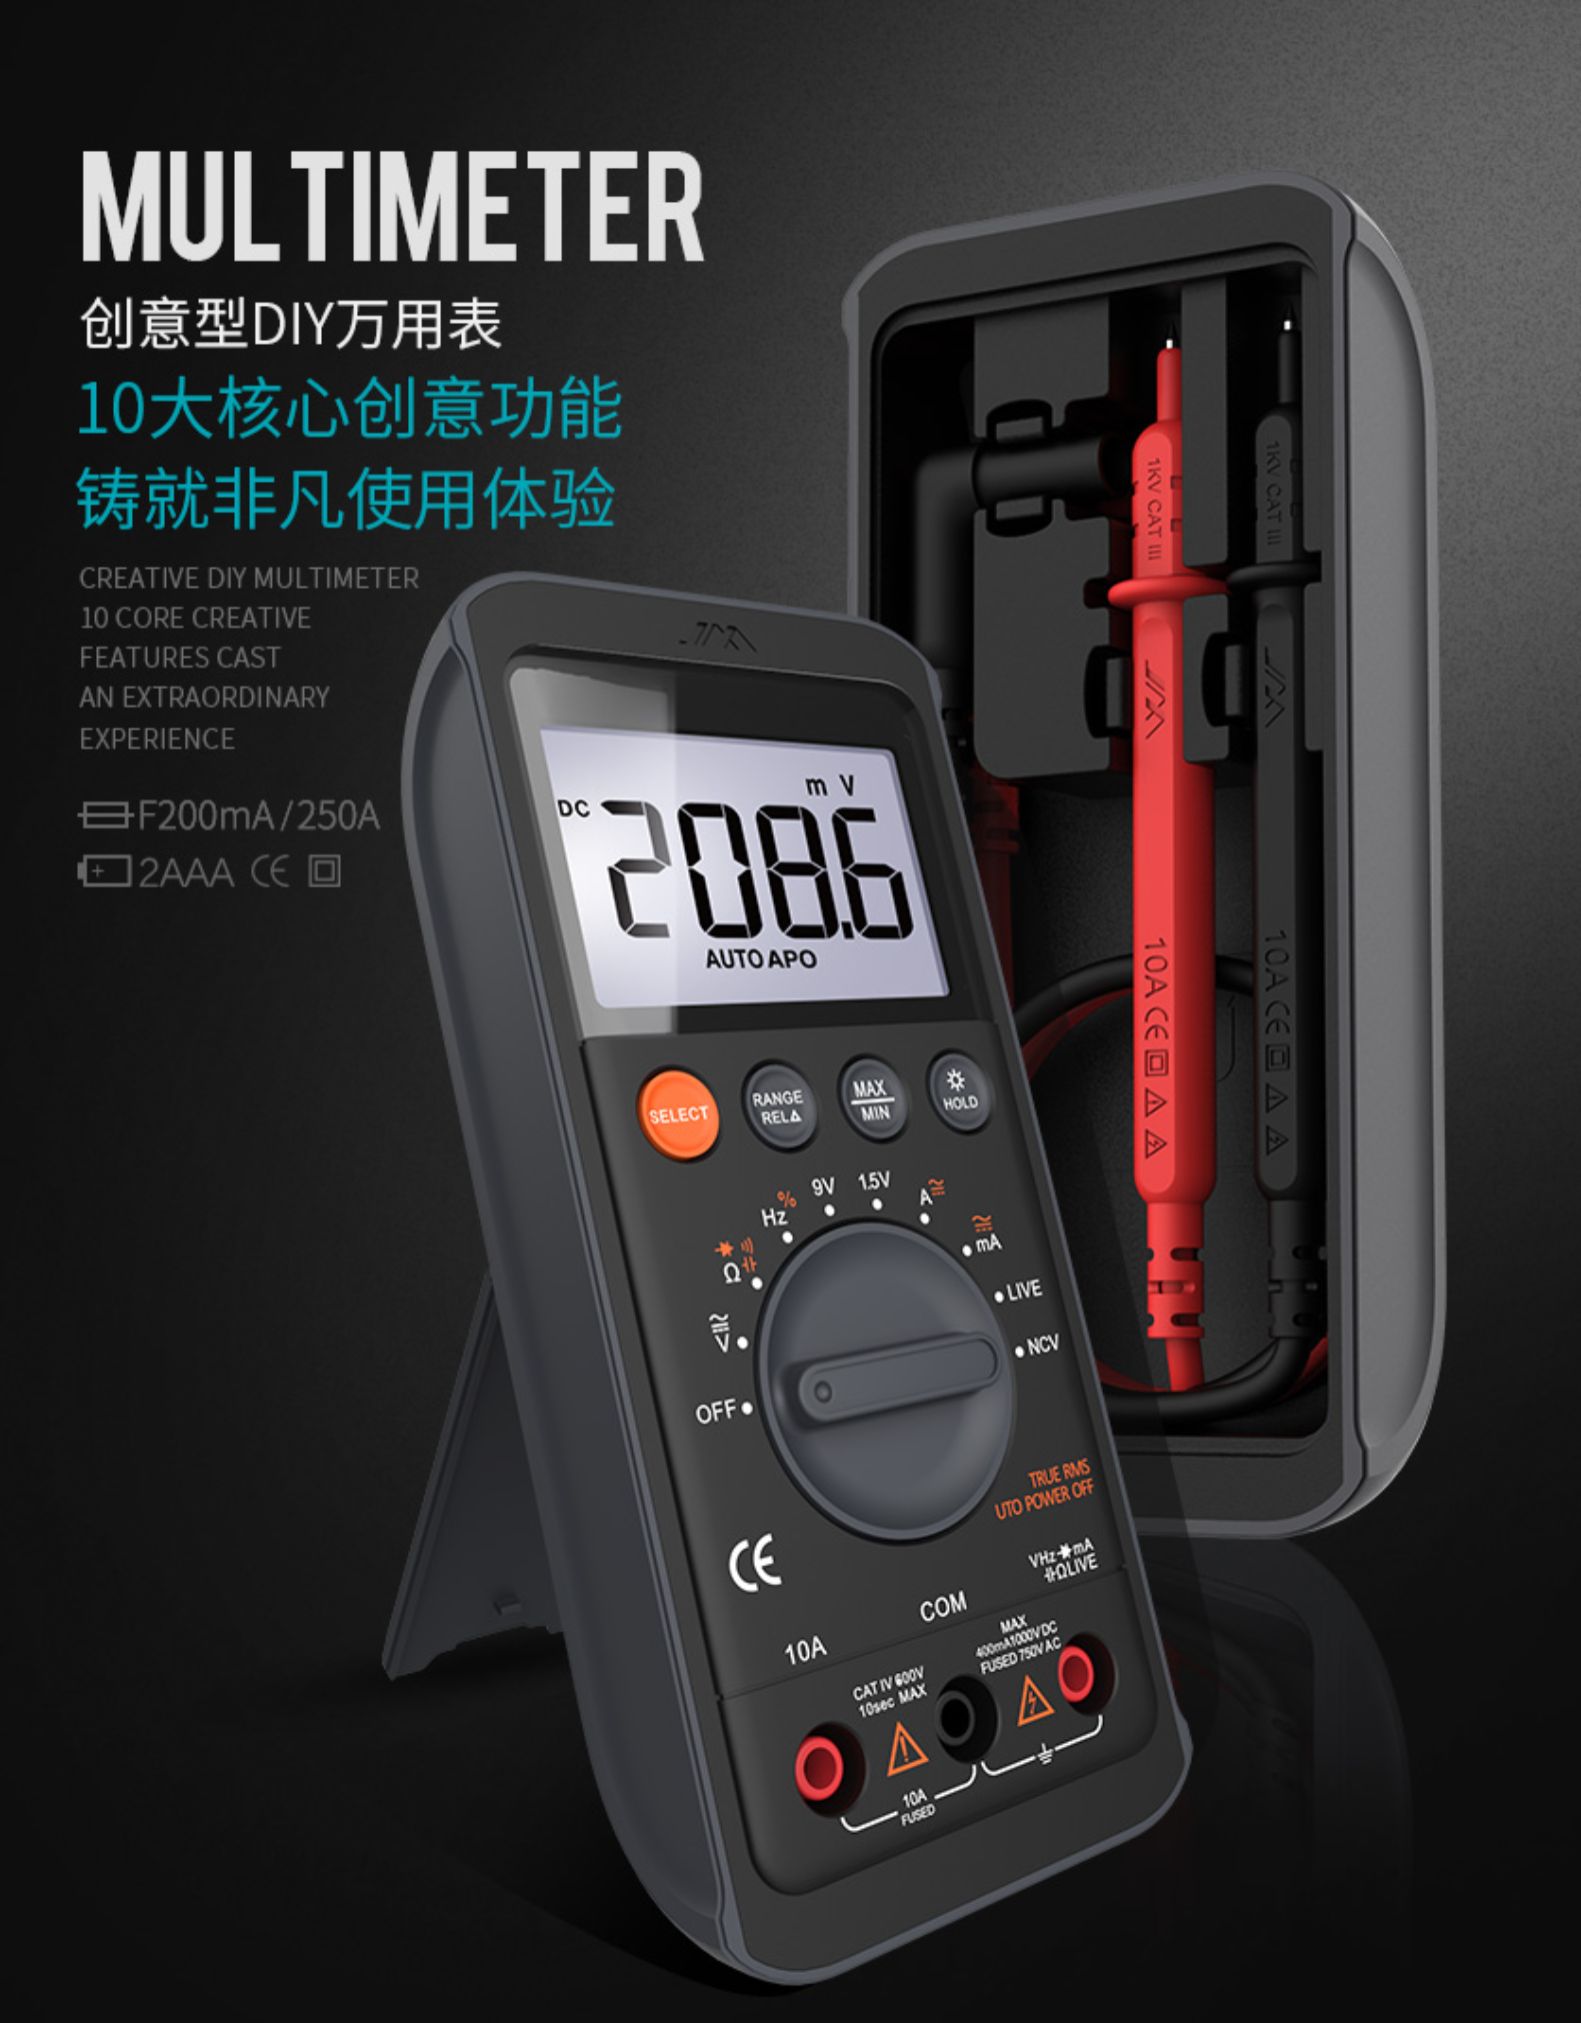 MULTIMETER
创意型DIY万用表
10大核心创意功能
铸就非凡使用体验
CREATIVE DIY MULTIMETER
10 CORE CREATIVE
FEATURES CAST
AN EXTRAORDINARY
EXPERIENCE
F200mA/250A
2AAA CE
1KV CAT III
1KV CAT III
10A CE
10A CE
m V
DC
208.6
AUTO APO
SELECT
RANGE
REL△
MAX
MIN
HOLD
Hz %
9V
1.5V
A
mA
Ω
LIVE
V
NCV
OFF
TRUE RMS
UTO POWER OFF
CE
VHz mA
ΩLIVE
COM
10A
MAX
400mA1000V DC
FUSED 750V AC
CAT IV 600V
10sec MAX
10A
FUSED